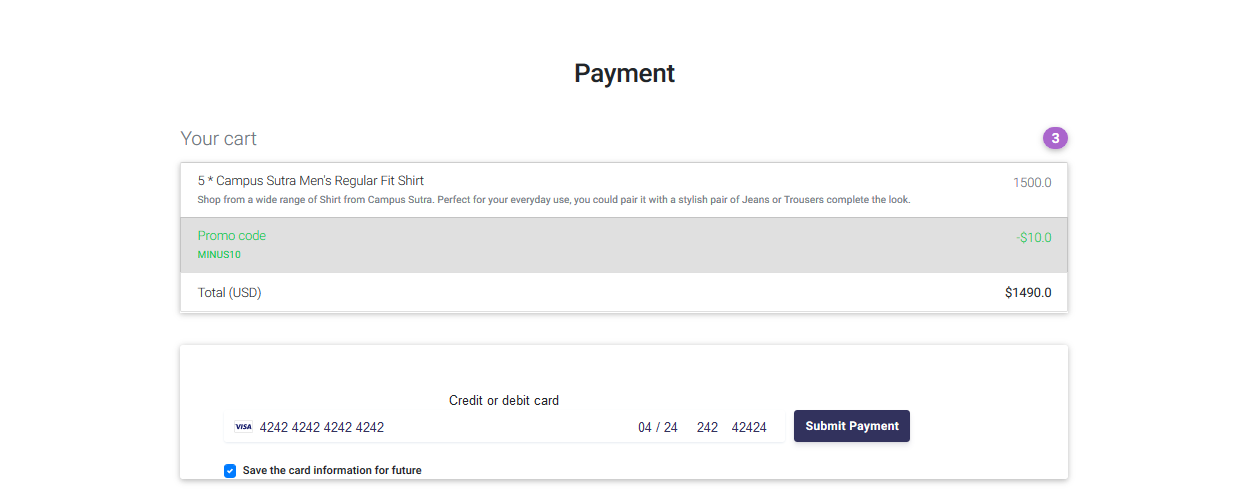 Payment
Your cart 3
5 * Campus Sutra Men's Regular Fit Shirt 1500.0
Shop from a wide range of Shirt from Campus Sutra. Perfect for your everyday use, you could pair it with a stylish pair of Jeans or Trousers complete the look.
Promo code -$10.0
MINUS10
Total (USD) $1490.0
Credit or debit card
VISA 4242 4242 4242 4242 04 / 24 242 42424 Submit Payment
Save the card information for future